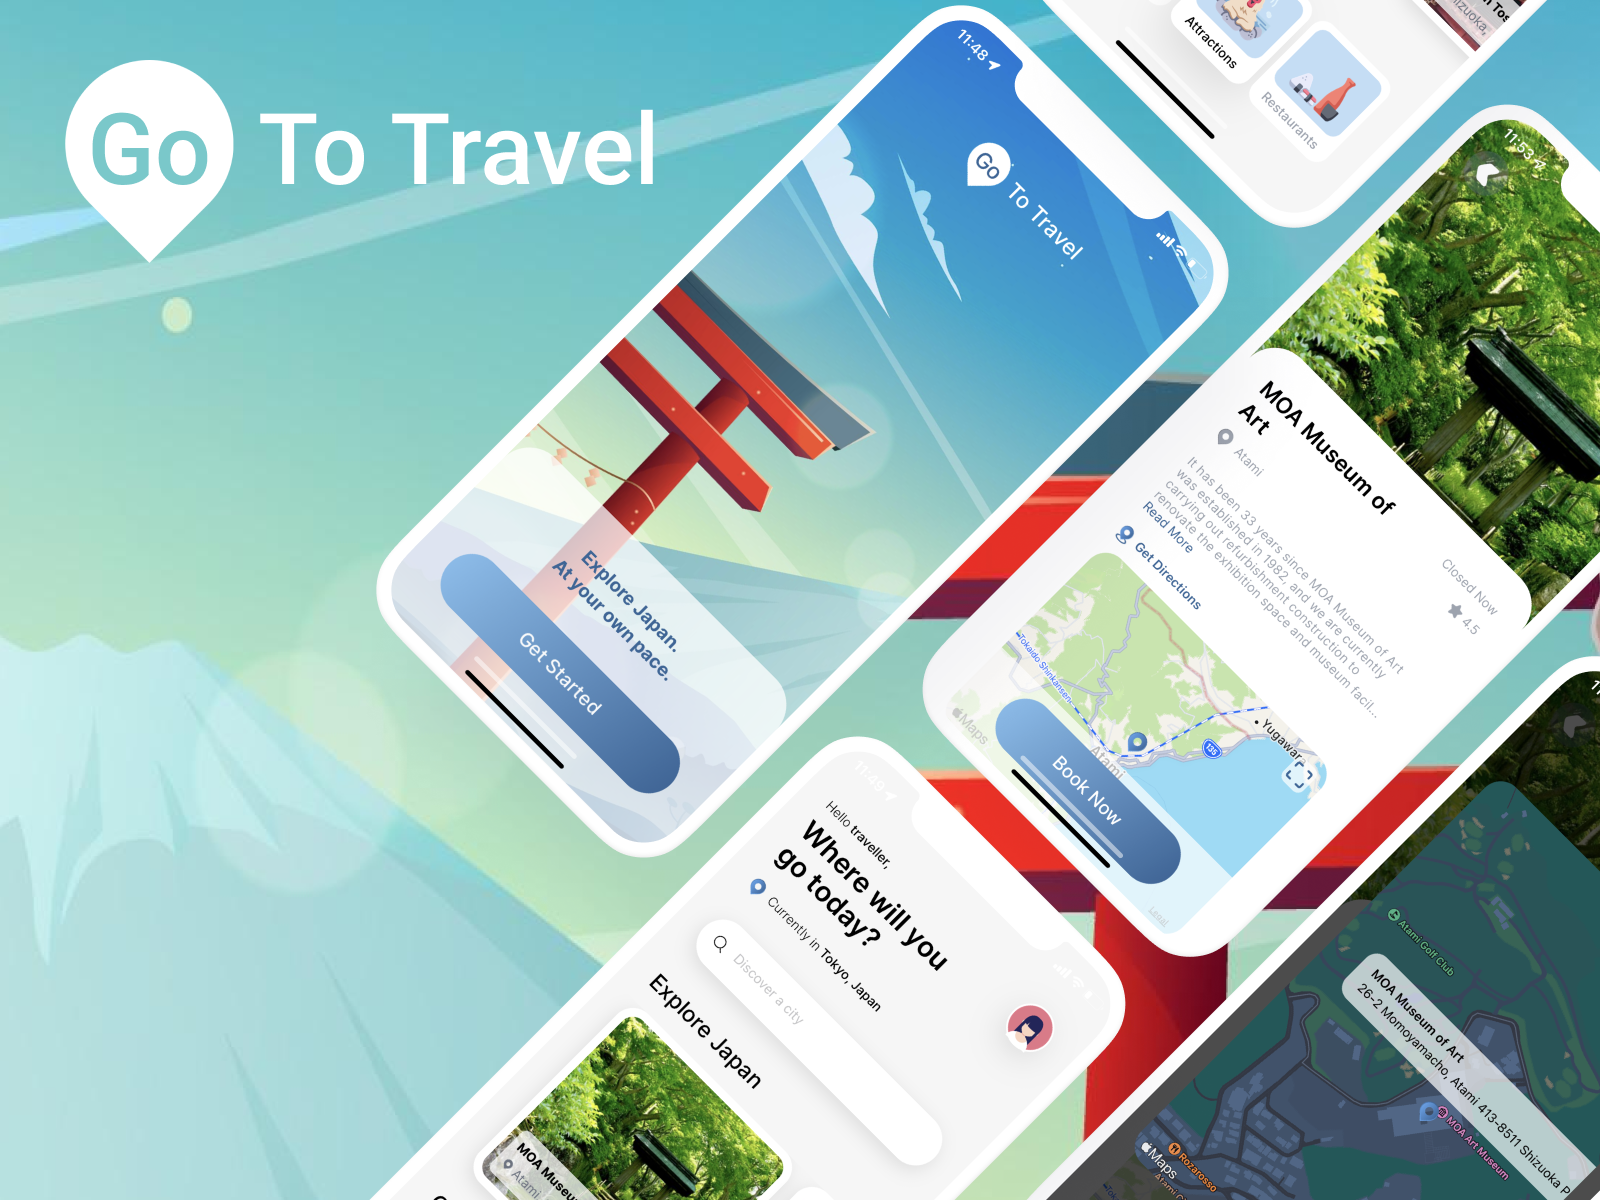 Go To Travel
11:48
Go To Travel
Explore Japan.
At your own pace.
Get Started
Attractions
Restaurants
11:53
MOA Museum of
Art
Atami
Closed Now
4.5
It has been 33 years since MOA Museum of Art
was established in 1982, and we are currently
carrying out refurbishment construction to
renovate the exhibition space and museum facil...
Read More
Get Directions
Tokaido Shinkansen
Yugawar
135
Atami
Maps
Book Now
Legal
11:49
Hello traveller,
Where will you
go today?
Currently in Tokyo, Japan
Discover a city
Explore Japan
MOA Museu
Atami
Atami Golf Club
MOA Museum of Art
26-2 Momoyamacho, Atami 413-8511 Shizuoka P
MOA Art Museum
Rozarosso
Maps